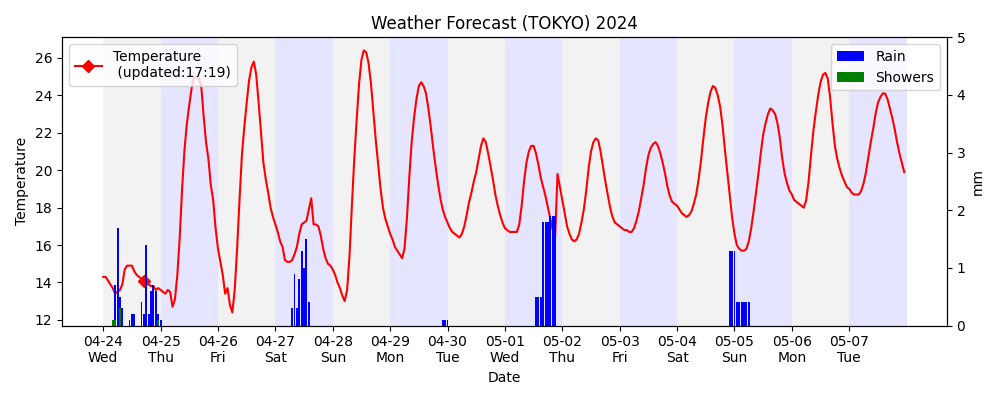 Weather Forecast (TOKYO) 2024
Temperature
(updated:17:19)
Rain
Showers
26
24
22
20
18
16
14
12
Temperature
5
4
3
2
1
0
mm
04-24 04-25 04-26 04-27 04-28 04-29 04-30 05-01 05-02 05-03 05-04 05-05 05-06 05-07
Wed Thu Fri Sat Sun Mon Tue Wed Thu Fri Sat Sun Mon Tue
Date